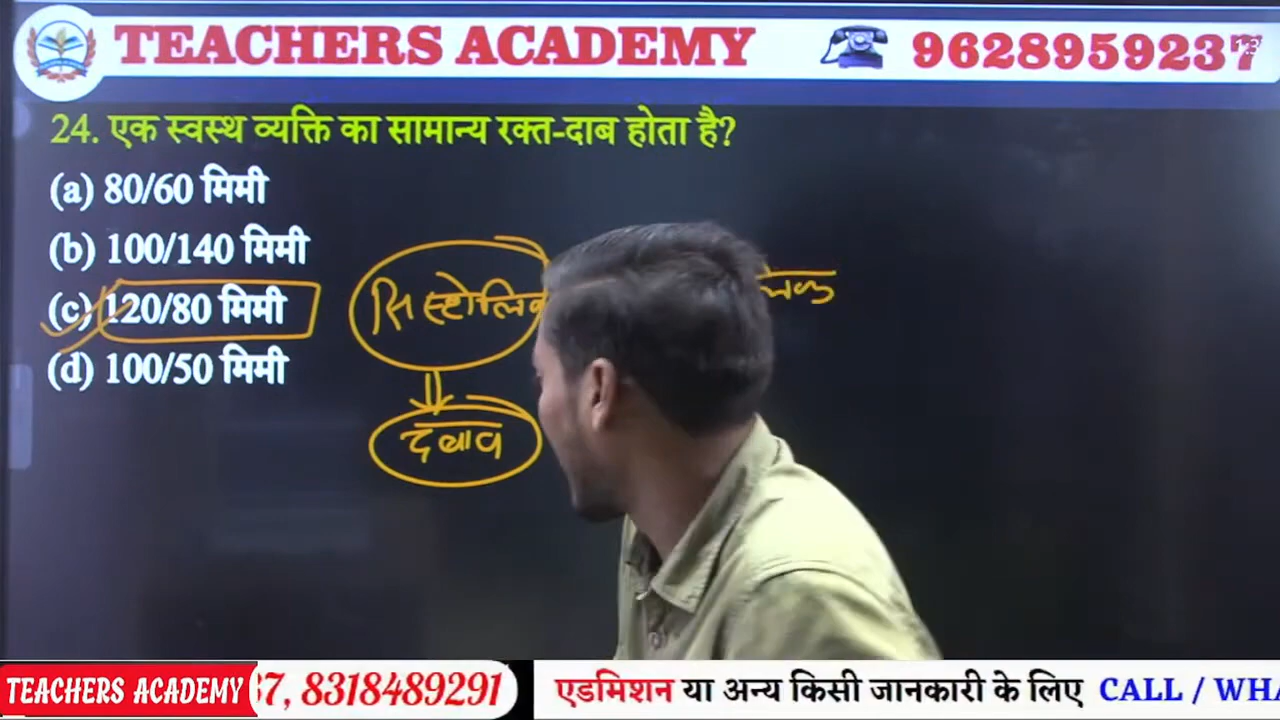 TEACHERS ACADEMY 9628959237
24. एक स्वस्थ व्यक्ति का सामान्य रक्त-दाब होता है?
(a) 80/60 मिमी
(b) 100/140 मिमी
(c) 120/80 मिमी
(d) 100/50 मिमी
सिस्टोलिक
दबाव
TEACHERS ACADEMY 37, 8318489291 एडमिशन या अन्य किसी जानकारी के लिए CALL / WHA